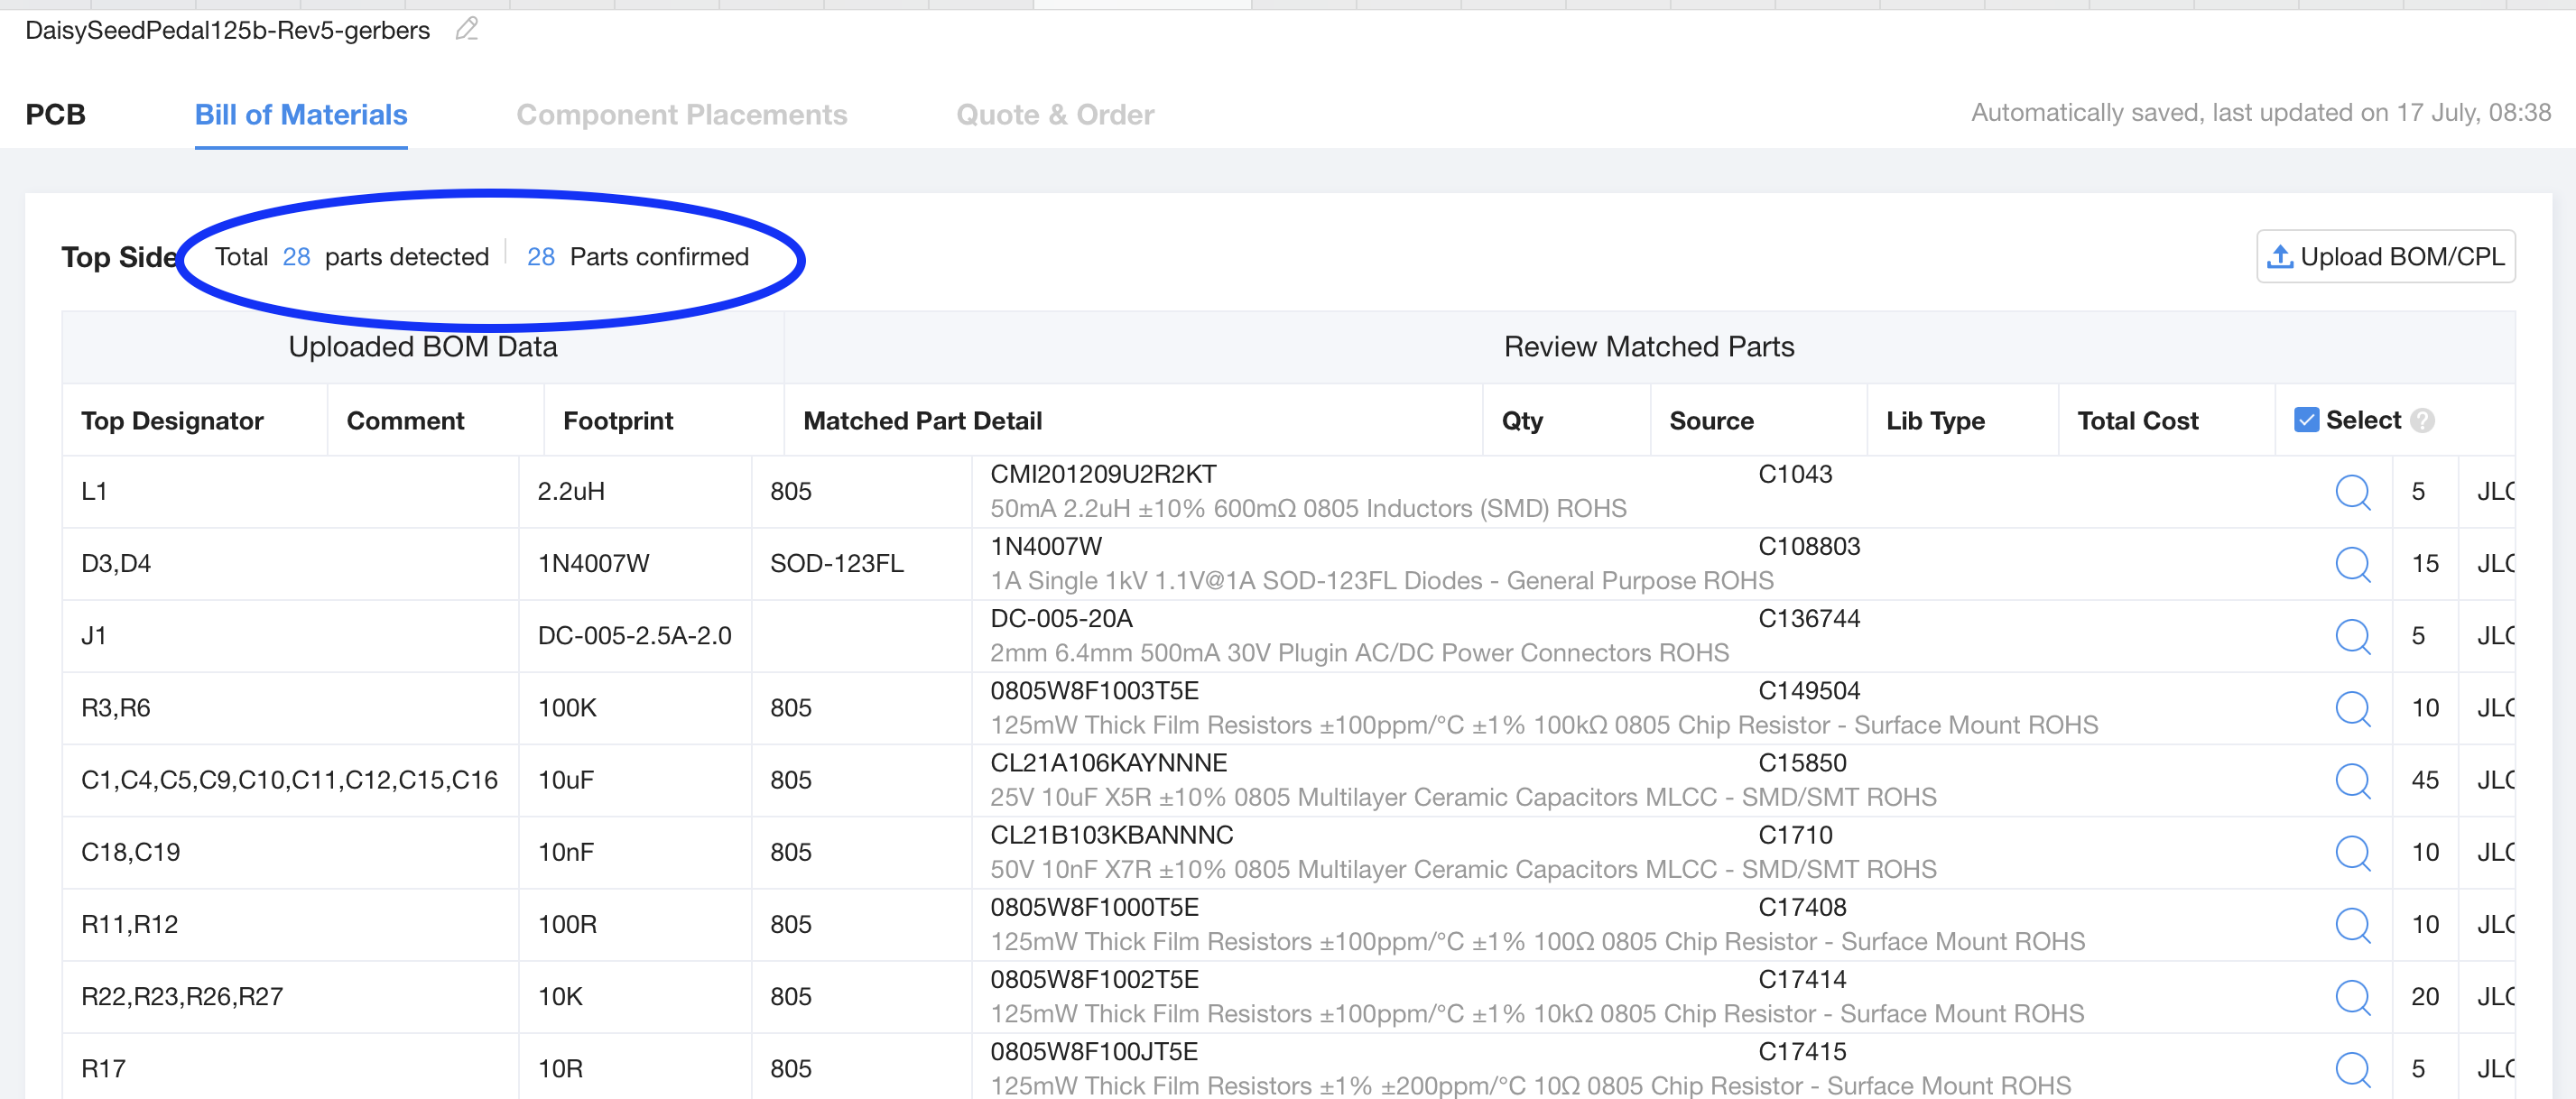 DaisySeedPedal125b-Rev5-gerbers
PCB Bill of Materials Component Placements Quote & Order Automatically saved, last updated on 17 July, 08:38
Top Side Total 28 parts detected 28 Parts confirmed Upload BOM/CPL
Uploaded BOM Data Review Matched Parts
Top Designator Comment Footprint Matched Part Detail Qty Source Lib Type Total Cost Select ?
L1 2.2uH 805 CMI201209U2R2KT C1043 5 JLC
50mA 2.2uH ±10% 600mΩ 0805 Inductors (SMD) ROHS
D3,D4 1N4007W SOD-123FL 1N4007W C108803 15 JLC
1A Single 1kV 1.1V@1A SOD-123FL Diodes - General Purpose ROHS
J1 DC-005-2.5A-2.0 DC-005-20A C136744 5 JLC
2mm 6.4mm 500mA 30V Plugin AC/DC Power Connectors ROHS
R3,R6 100K 805 0805W8F1003T5E C149504 10 JLC
125mW Thick Film Resistors ±100ppm/°C ±1% 100kΩ 0805 Chip Resistor - Surface Mount ROHS
C1,C4,C5,C9,C10,C11,C12,C15,C16 10uF 805 CL21A106KAYNNNE C15850 45 JLC
25V 10uF X5R ±10% 0805 Multilayer Ceramic Capacitors MLCC - SMD/SMT ROHS
C18,C19 10nF 805 CL21B103KBANNNC C1710 10 JLC
50V 10nF X7R ±10% 0805 Multilayer Ceramic Capacitors MLCC - SMD/SMT ROHS
R11,R12 100R 805 0805W8F1000T5E C17408 10 JLC
125mW Thick Film Resistors ±100ppm/°C ±1% 100Ω 0805 Chip Resistor - Surface Mount ROHS
R22,R23,R26,R27 10K 805 0805W8F1002T5E C17414 20 JLC
125mW Thick Film Resistors ±100ppm/°C ±1% 10kΩ 0805 Chip Resistor - Surface Mount ROHS
R17 10R 805 0805W8F100JT5E C17415 5 JLC
125mW Thick Film Resistors ±1% ±200ppm/°C 10Ω 0805 Chip Resistor - Surface Mount ROHS